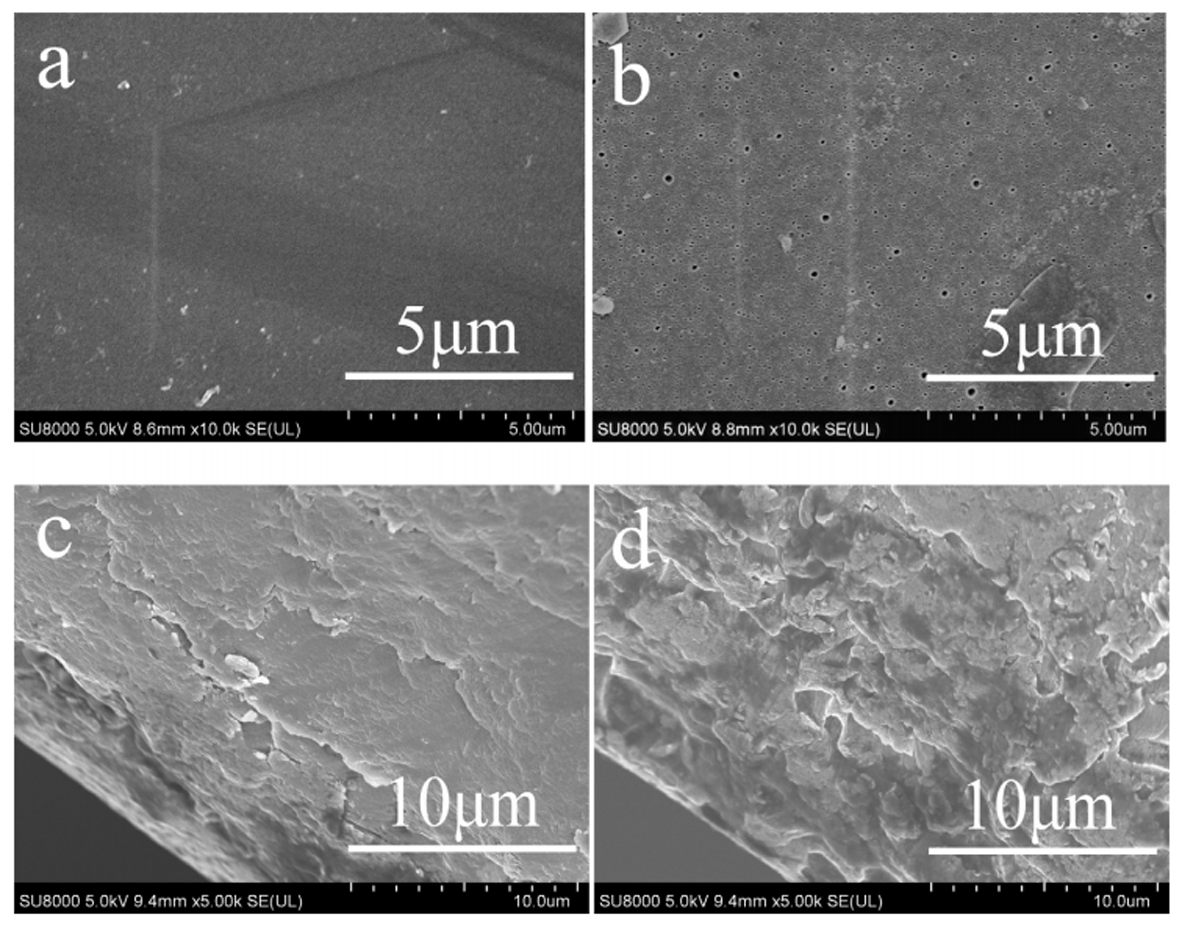 a
5μm
SU8000 5.0kV 8.6mm x10.0k SE(UL) 5.00um
b
5μm
SU8000 5.0kV 8.8mm x10.0k SE(UL) 5.00um
c
10μm
SU8000 5.0kV 9.4mm x5.00k SE(UL) 10.0um
d
10μm
SU8000 5.0kV 9.4mm x5.00k SE(UL) 10.0um